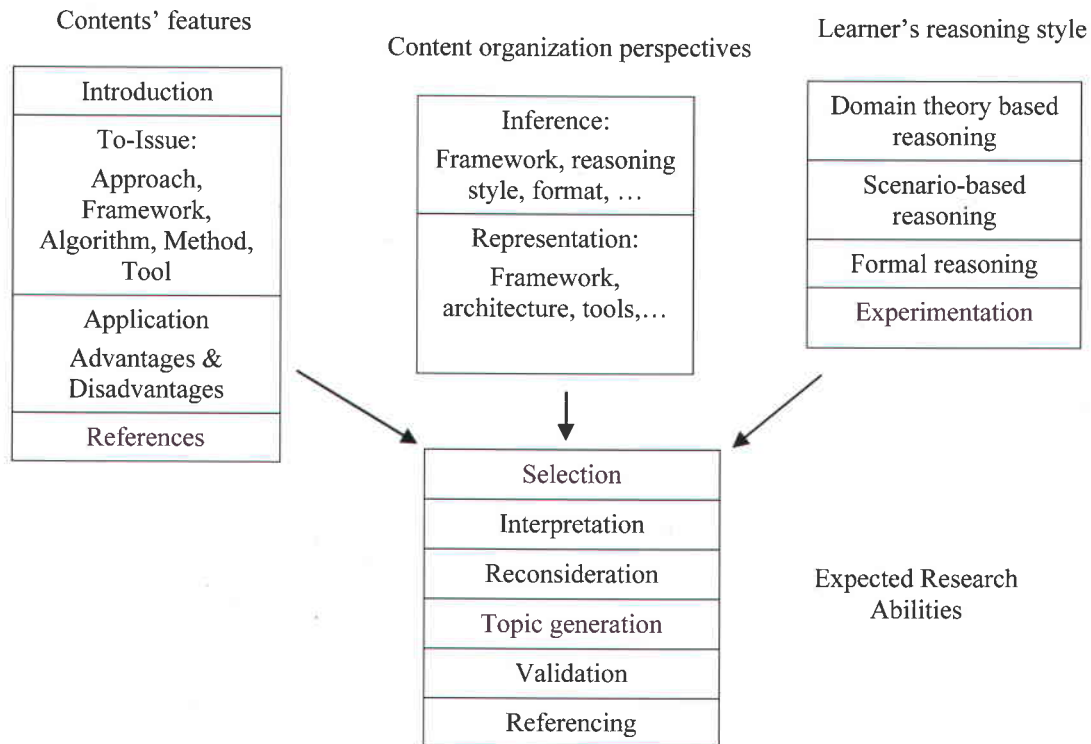 Contents’ features
Introduction
To-Issue:
Approach,
Framework,
Algorithm, Method,
Tool
Application
Advantages &
Disadvantages
References
Content organization perspectives
Inference:
Framework, reasoning
style, format, …
Representation:
Framework,
architecture, tools,…
Learner’s reasoning style
Domain theory based
reasoning
Scenario-based
reasoning
Formal reasoning
Experimentation
Selection
Interpretation
Reconsideration
Topic generation
Validation
Referencing
Expected Research
Abilities